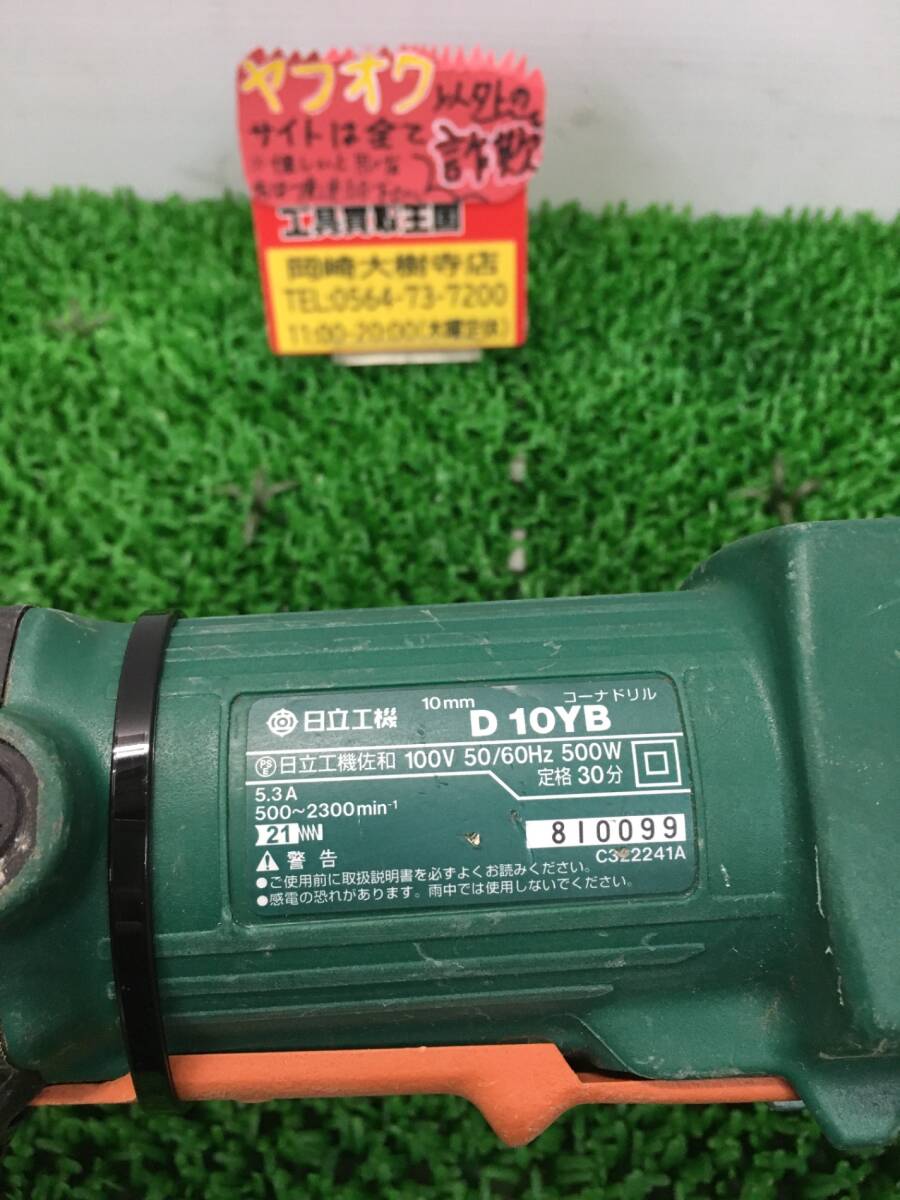 ヤフオク 以外の
サイトは全て 詐欺
工具買取王国
岡崎大樹寺店
TEL:0564-73-7200
11:00-20:00(木曜定休)
日立工機 10mm D 10YB コーナドリル
PSE 日立工機佐和 100V 50/60Hz 500W
定格 30分
5.3A
500~2300min⁻¹
21
810099
C322241A
警告
●ご使用前に取扱説明書を必ずよくお読みください。
●感電の恐れがあります。雨中では使用しないでください。